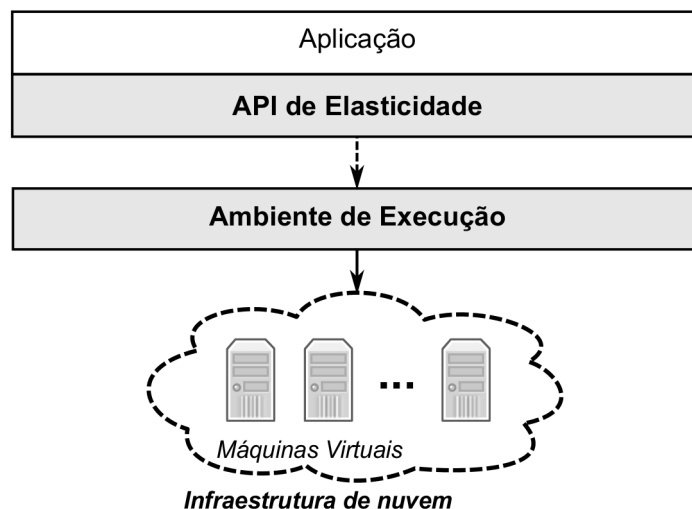 Aplicação
API de Elasticidade
Ambiente de Execução
...
Máquinas Virtuais
Infraestrutura de nuvem